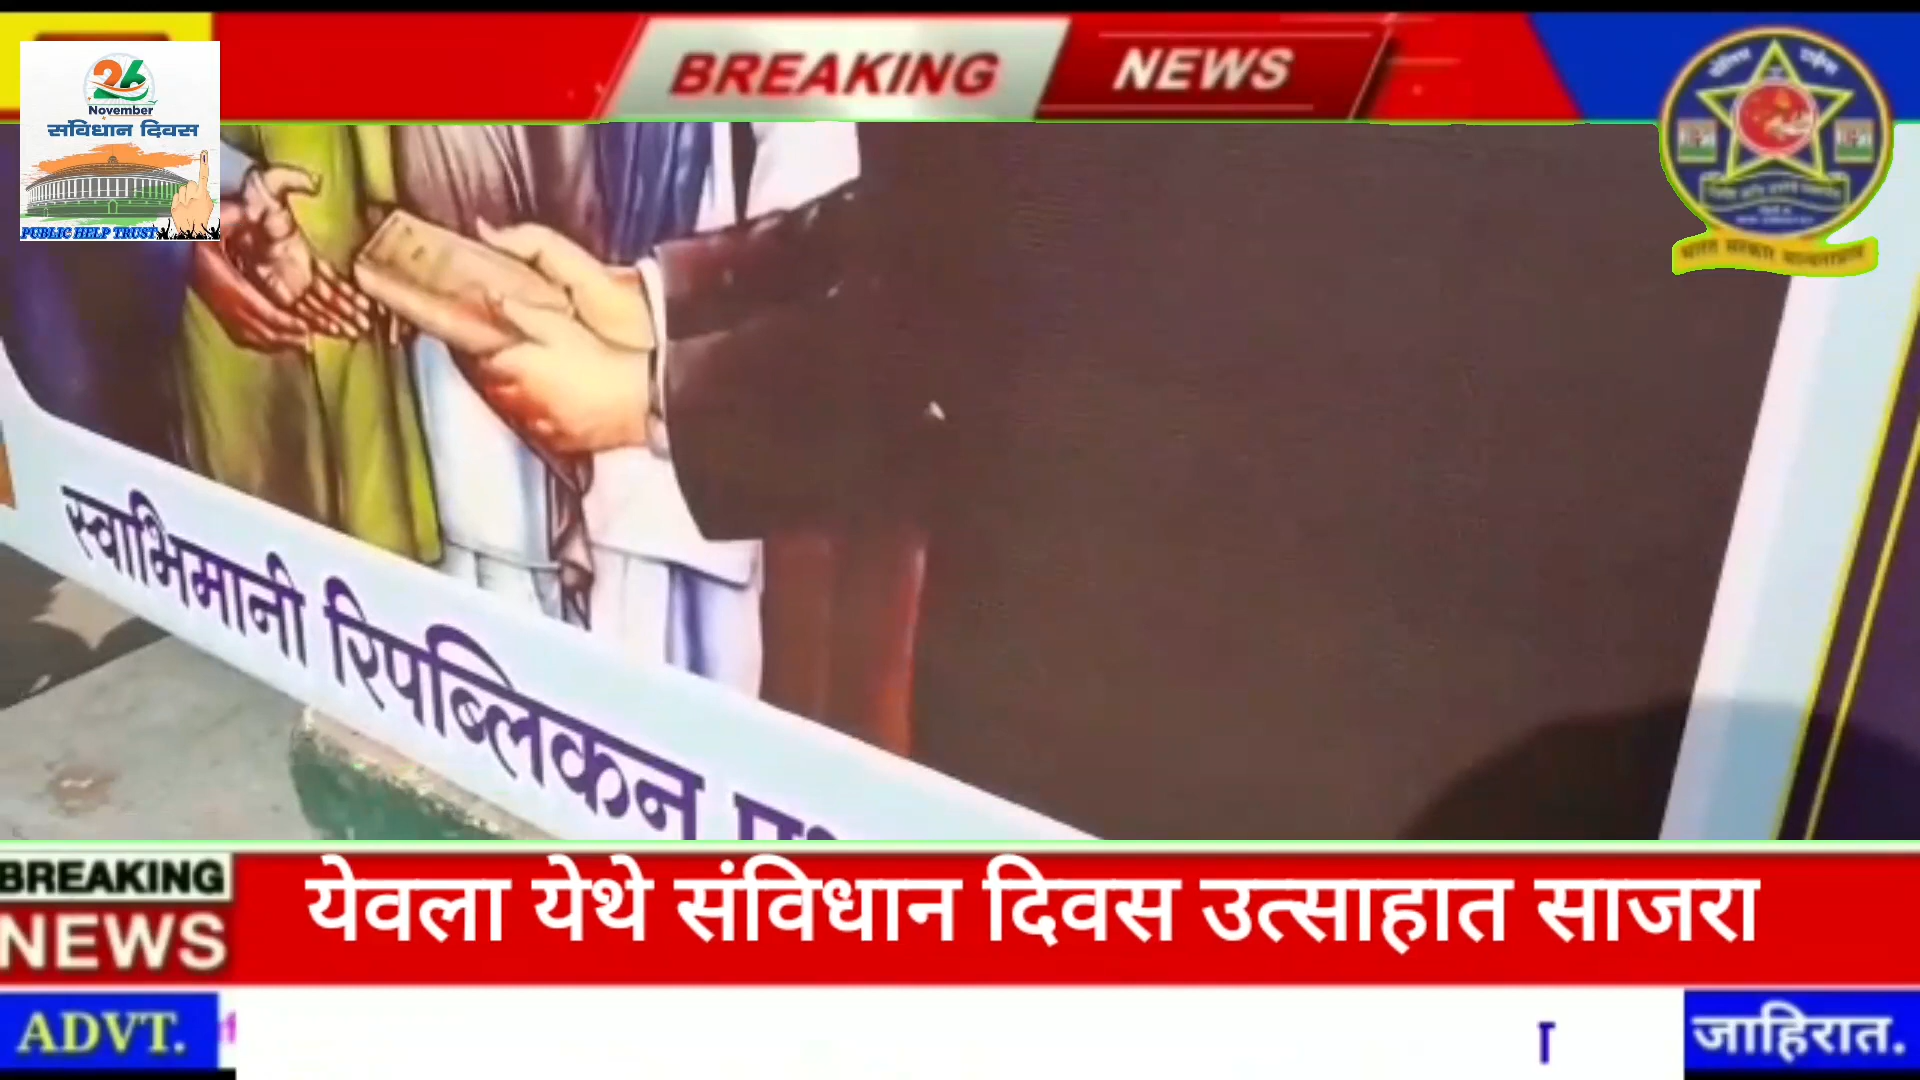 BREAKING NEWS
26
November
संविधान दिवस
PUBLIC HELP TRUST
स्वाभिमानी रिपब्लिकन
BREAKING
NEWS
येवला येथे संविधान दिवस उत्साहात साजरा
ADVT.
जाहिरात.